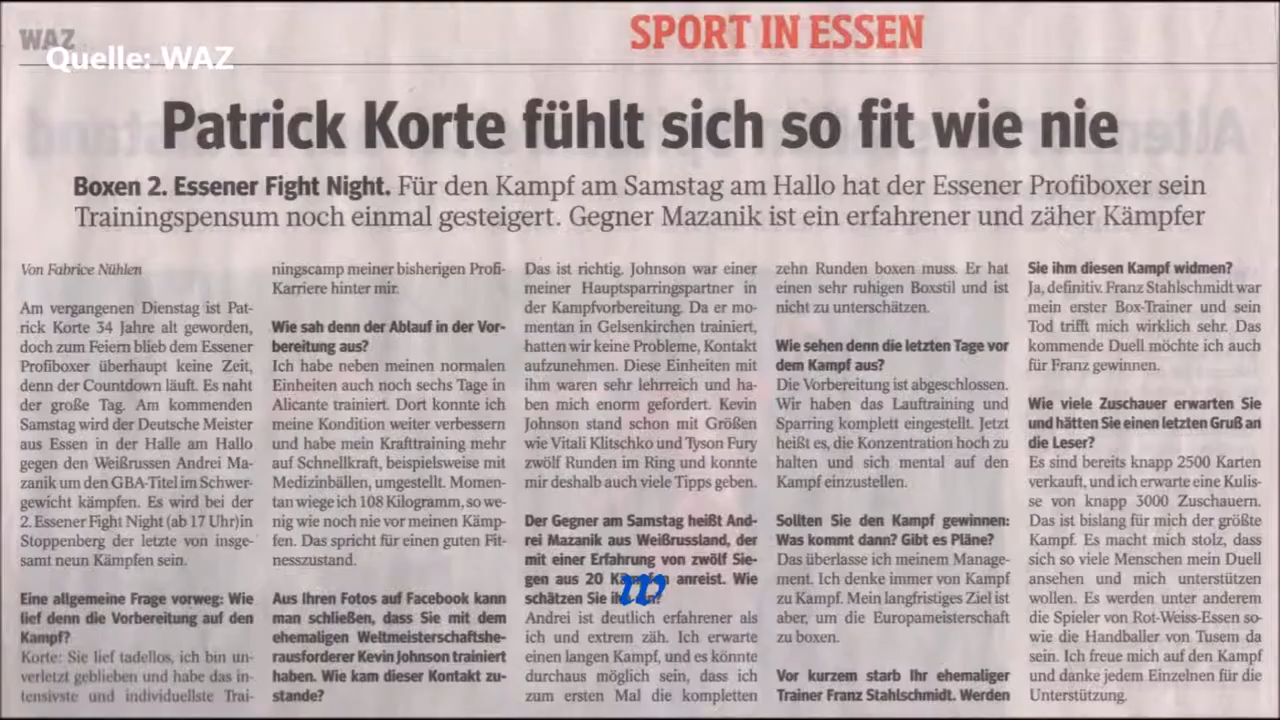 WAZ
Quelle: WAZ
SPORT IN ESSEN
Patrick Korte fühlt sich so fit wie nie
Boxen 2. Essener Fight Night. Für den Kampf am Samstag am Hallo hat der Essener Profiboxer sein
Trainingspensum noch einmal gesteigert. Gegner Mazanik ist ein erfahrener und zäher Kämpfer
Von Fabrice Nühlen
Am vergangenen Dienstag ist Pat-
rick Korte 34 Jahre alt geworden,
doch zum Feiern blieb dem Essener
Profiboxer überhaupt keine Zeit,
denn der Countdown läuft. Es naht
der große Tag. Am kommenden
Samstag wird der Deutsche Meister
aus Essen in der Halle am Hallo
gegen den Weißrussen Andrei Ma-
zanik um den GBA-Titel im Schwer-
gewicht kämpfen. Es wird bei der
2. Essener Fight Night (ab 17 Uhr)in
Stoppenberg der letzte von insge-
samt neun Kämpfen sein.
Eine allgemeine Frage vorweg: Wie
lief denn die Vorbereitung auf den
Kampf?
Korte: Sie lief tadellos, ich bin un-
verletzt geblieben und habe das in-
tensivste und individuellste Trai-
ningscamp meiner bisherigen Profi-
Karriere hinter mir.
Wie sah denn der Ablauf in der Vor-
bereitung aus?
Ich habe neben meinen normalen
Einheiten auch noch sechs Tage in
Alicante trainiert. Dort konnte ich
meine Kondition weiter verbessern
und habe mein Krafttraining mehr
auf Schnellkraft, beispielsweise mit
Medizinbällen, umgestellt. Momen-
tan wiege ich 108 Kilogramm, so we-
nig wie noch nie vor meinen Kämp-
fen. Das spricht für einen guten Fit-
nesszustand.
Aus Ihren Fotos auf Facebook kann
man schließen, dass Sie mit dem
ehemaligen Weltmeisterschaftshe-
rausforderer Kevin Johnson trainiert
haben. Wie kam dieser Kontakt zu-
stande?
Das ist richtig. Johnson war einer
meiner Hauptsparringspartner in
der Kampfvorbereitung. Da er mo-
mentan in Gelsenkirchen trainiert,
hatten wir keine Probleme, Kontakt
aufzunehmen. Diese Einheiten mit
ihm waren sehr lehrreich und ha-
ben mich enorm gefordert. Kevin
Johnson stand schon mit Größen
wie Vitali Klitschko und Tyson Fury
zwölf Runden im Ring und konnte
mir deshalb auch viele Tipps geben.
Der Gegner am Samstag heißt And-
rei Mazanik aus Weißrussland, der
mit einer Erfahrung von zwölf Sie-
gen aus 20 Kämpfen anreist. Wie
schätzen Sie ihn ein?
Andrei ist deutlich erfahrener als
ich und extrem zäh. Ich erwarte
einen langen Kampf, und es könnte
durchaus möglich sein, dass ich
zum ersten Mal die kompletten
zehn Runden boxen muss. Er hat
einen sehr ruhigen Boxstil und ist
nicht zu unterschätzen.
Wie sehen denn die letzten Tage vor
dem Kampf aus?
Die Vorbereitung ist abgeschlossen.
Wir haben das Lauftraining und
Sparring komplett eingestellt. Jetzt
heißt es, die Konzentration hoch zu
halten und sich mental auf den
Kampf einzustellen.
Sollten Sie den Kampf gewinnen:
Was kommt dann? Gibt es Pläne?
Das überlasse ich meinem Manage-
ment. Ich denke immer von Kampf
zu Kampf. Mein langfristiges Ziel ist
aber, um die Europameisterschaft
zu boxen.
Vor kurzem starb Ihr ehemaliger
Trainer Franz Stahlschmidt. Werden
Sie ihm diesen Kampf widmen?
Ja, definitiv. Franz Stahlschmidt war
mein erster Box-Trainer und sein
Tod trifft mich wirklich sehr. Das
kommende Duell möchte ich auch
für Franz gewinnen.
Wie viele Zuschauer erwarten Sie
und hätten Sie einen letzten Gruß an
die Leser?
Es sind bereits knapp 2500 Karten
verkauft, und ich erwarte eine Kulis-
se von knapp 3000 Zuschauern.
Das ist bislang für mich der größte
Kampf. Es macht mich stolz, dass
sich so viele Menschen mein Duell
ansehen und mich unterstützen
wollen. Es werden unter anderem
die Spieler von Rot-Weiss-Essen so-
wie die Handballer von Tusem da
sein. Ich freue mich auf den Kampf
und danke jedem Einzelnen für die
Unterstützung.